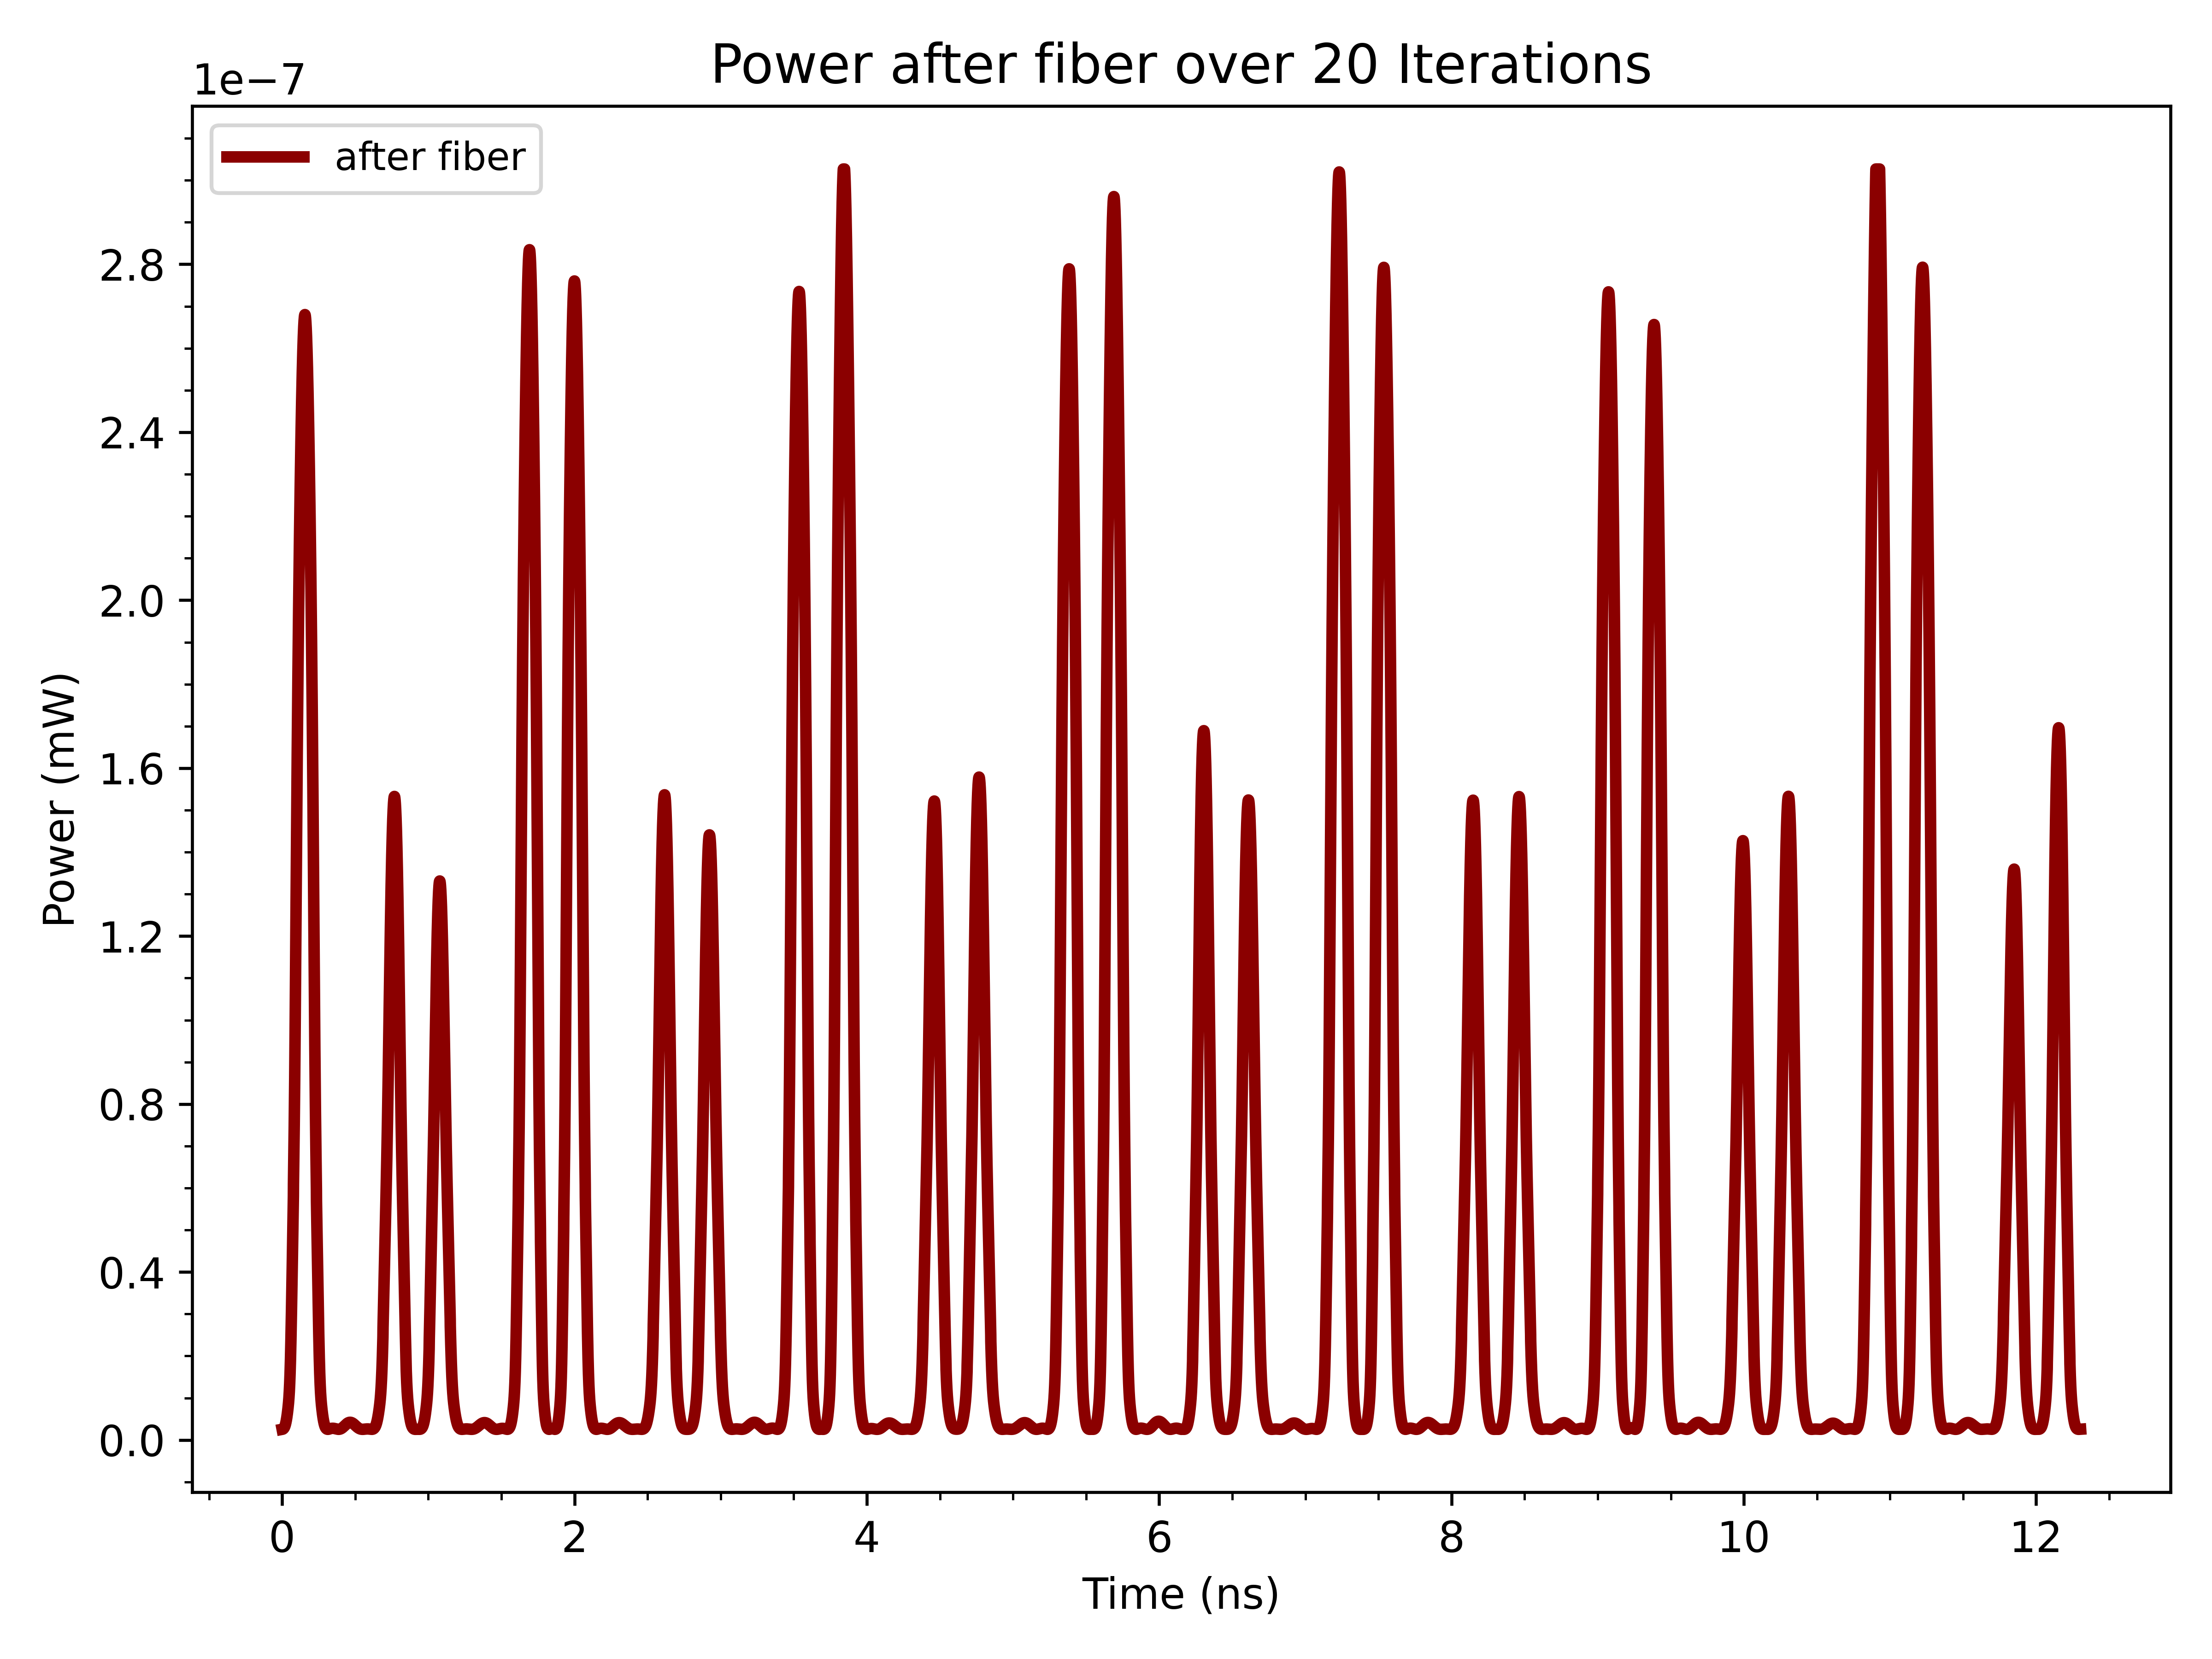 Power after fiber over 20 Iterations
1e−7
after fiber
2.8
2.4
2.0
1.6
1.2
0.8
0.4
0.0
Power (mW)
0 2 4 6 8 10 12
Time (ns)